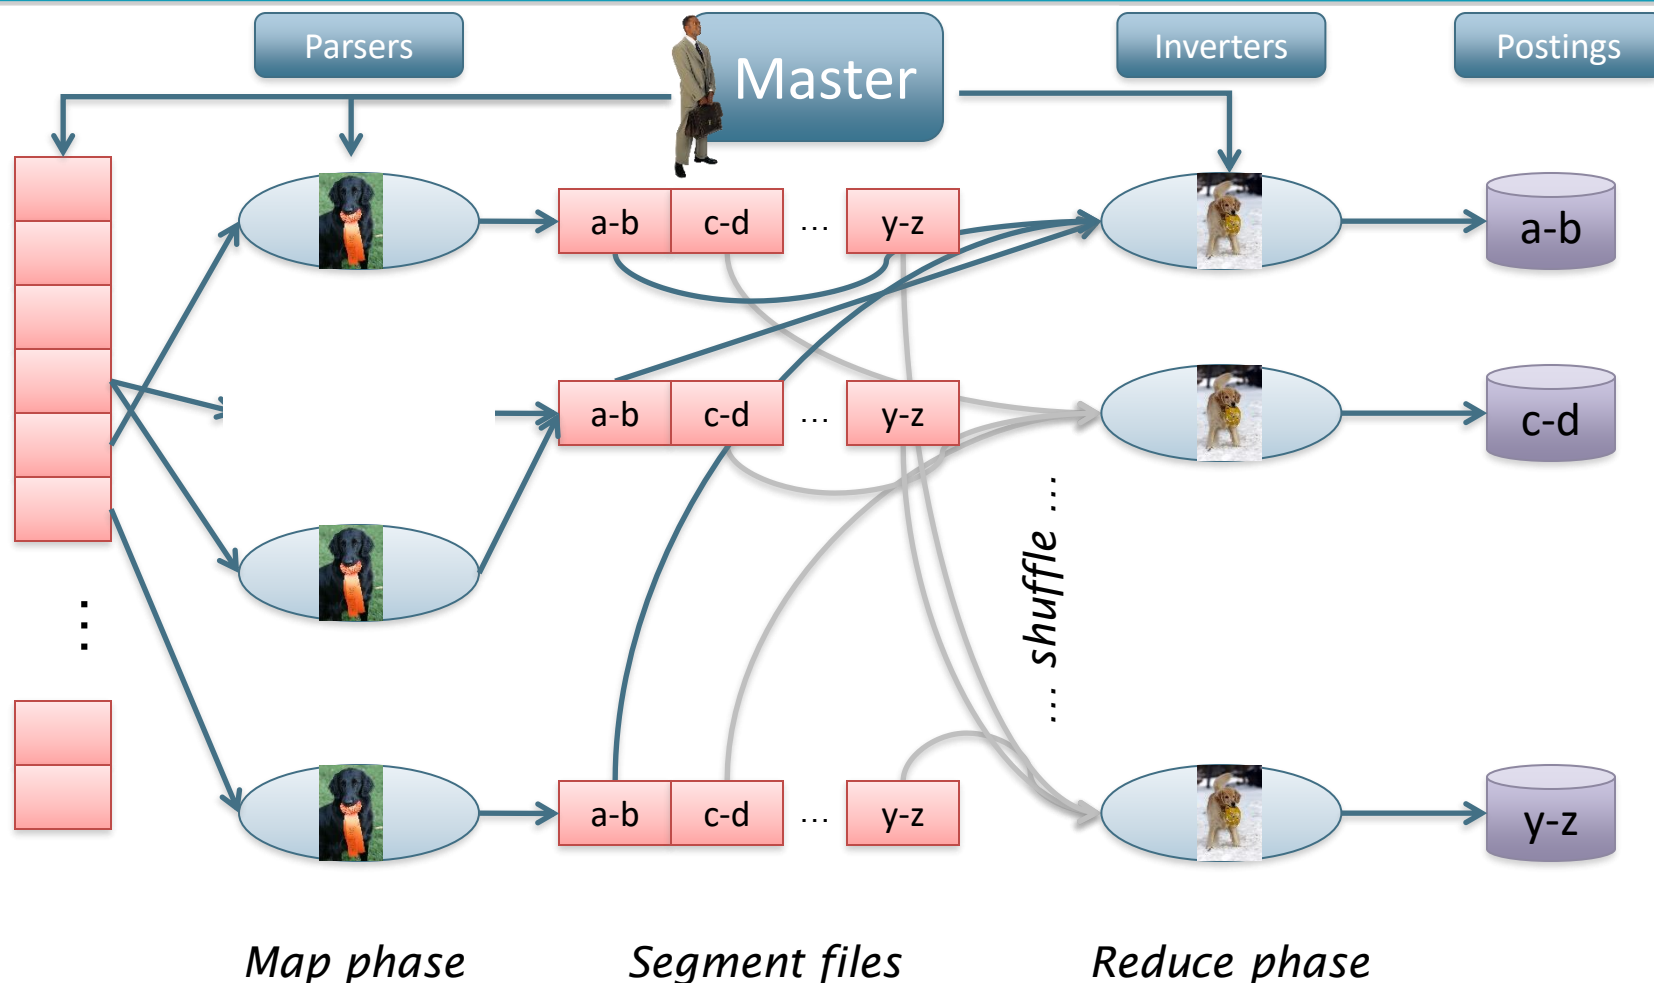 Parsers
Master
Inverters
Postings
a-b c-d … y-z
a-b
a-b c-d … y-z
c-d
⋮
… shuffle …
a-b c-d … y-z
y-z
Map phase
Segment files
Reduce phase